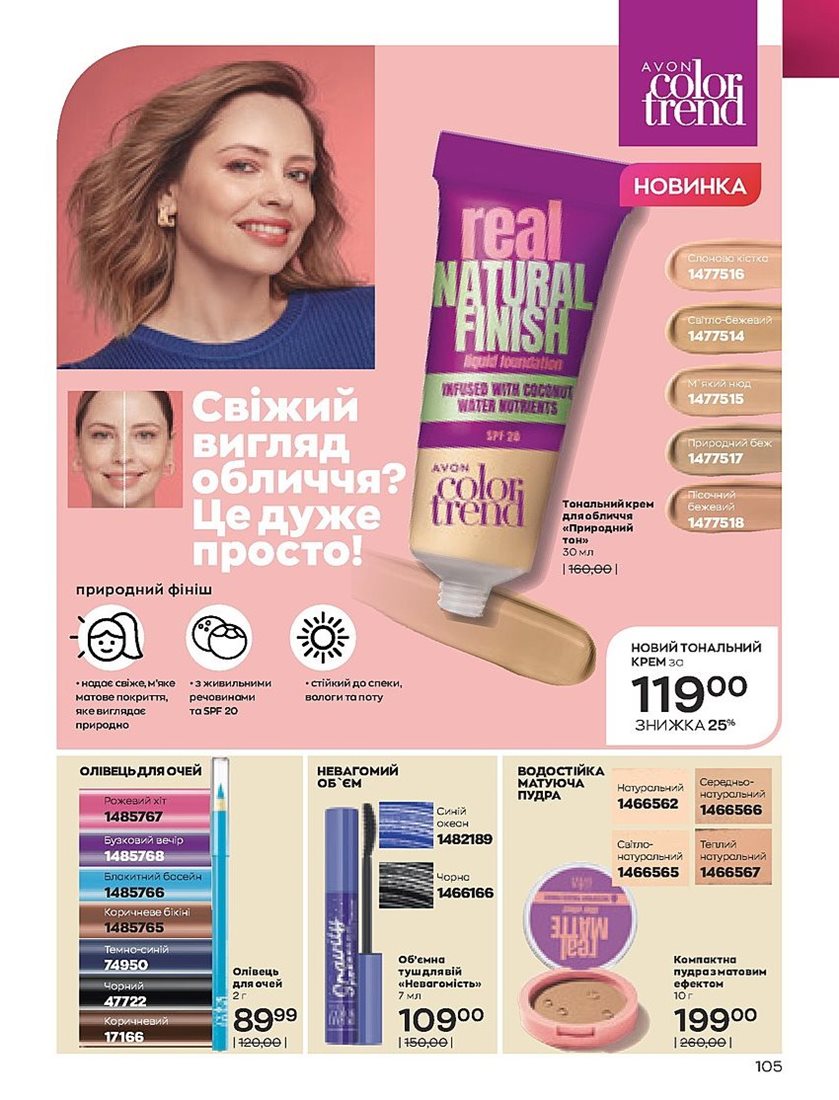 AVON
color
trend
НОВИНКА
real
NATURAL
FINISH
liquid foundation
INFUSED WITH COCONUT
WATER NUTRIENTS
SPF 20
AVON
color
trend
Слонова кістка
1477516
Світло-бежевий
1477514
М`який нюд
1477515
Природний беж
1477517
Пісочний
бежевий
1477518
Свіжий
вигляд
обличчя?
Це дуже
просто!
Тональний крем
для обличчя
«Природний
тон»
30 мл
|160,00|
природний фініш
• надає свіже, м'яке
матове покриття,
яке виглядає
природно
• з живильними
речовинами
та SPF 20
• стійкий до спеки,
вологи та поту
НОВИЙ ТОНАЛЬНИЙ
КРЕМ за
119⁰⁰
ЗНИЖКА 25%
ОЛІВЕЦЬ ДЛЯ ОЧЕЙ
Рожевий хіт
1485767
Бузковий вечір
1485768
Блакитний басейн
1485766
Коричневе бікіні
1485765
Темно-синій
74950
Чорний
47722
Коричневий
17166
Олівець
для очей
2 г
89⁹⁹
|120,00|
НЕВАГОМИЙ
ОБ`ЄМ
Синій
океан
1482189
Чорна
1466166
Об'ємна
туш для вій
«Невагомість»
7 мл
109⁰⁰
|150,00|
ВОДОСТІЙКА
МАТУЮЧА
ПУДРА
Натуральний
1466562
Середньо-
натуральний
1466566
Світло-
натуральний
1466565
Теплий
натуральний
1466567
real
MATTE
Компактна
пудра з матовим
ефектом
10 г
199⁰⁰
|260,00|
105